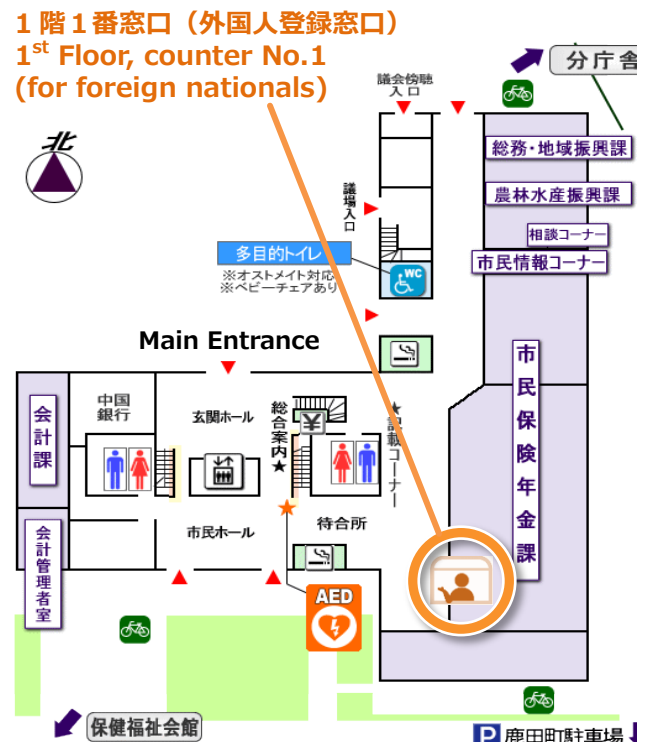 １階１番窓口（外国人登録窓口）
1st Floor, counter No.1
(for foreign nationals)
分庁舎
議会傍聴
入口
北
総務・地域振興課
農林水産振興課
議場入口
相談コーナー
多目的トイレ
市民情報コーナー
※オストメイト対応
※ベビーチェアあり
WC
Main Entrance
市民保険年金課
会計課
中国
銀行
玄関ホール
総合案内★
¥
★記載コーナー
市民ホール
待合所
会計管理者室
AED
保健福祉会館
P 鹿田町駐車場